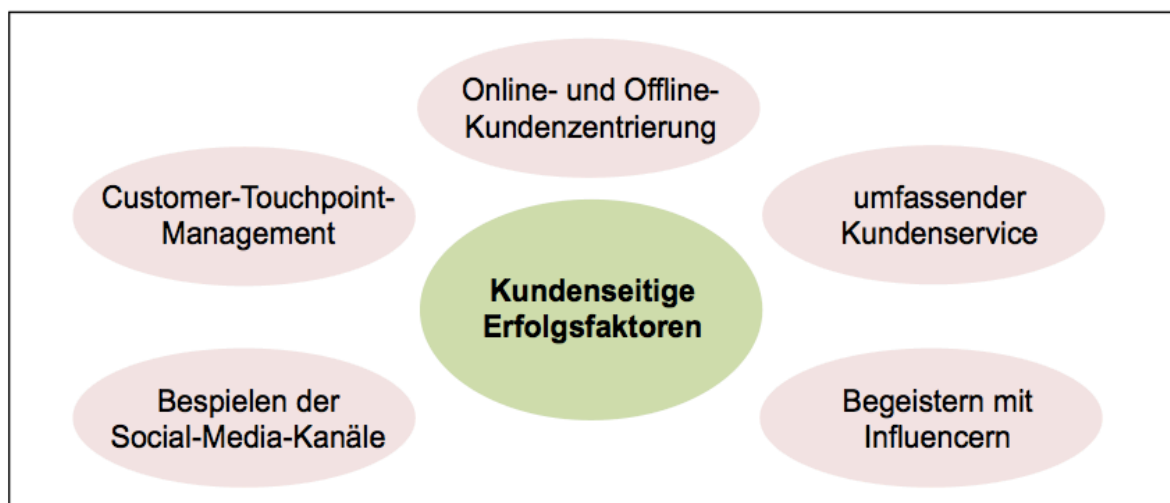 Online- und Offline-
Kundenzentrierung
Customer-Touchpoint-
Management
umfassender
Kundenservice
Kundenseitige
Erfolgsfaktoren
Bespielen der
Social-Media-Kanäle
Begeistern mit
Influencern